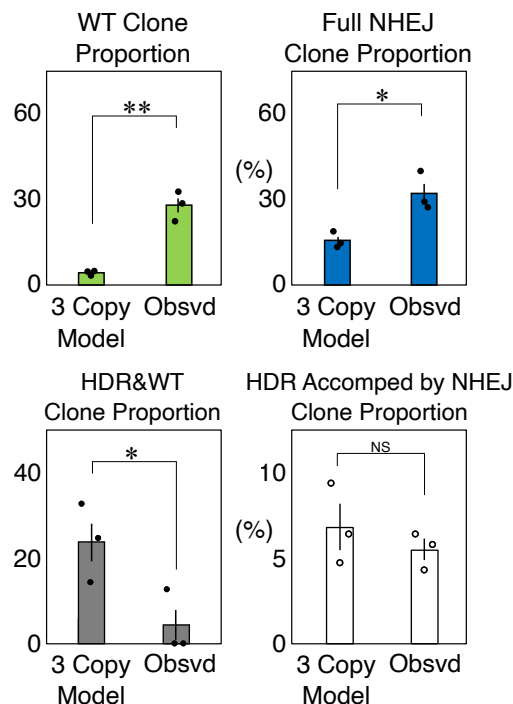 WT Clone
Proportion
60
30
0
**
3 Copy
Model
Obsvd
Full NHEJ
Clone Proportion
60
(%)
30
0
*
3 Copy
Model
Obsvd
HDR&WT
Clone Proportion
40
20
0
*
3 Copy
Model
Obsvd
HDR Accomped by NHEJ
Clone Proportion
10
(%)
5
0
NS
3 Copy
Model
Obsvd